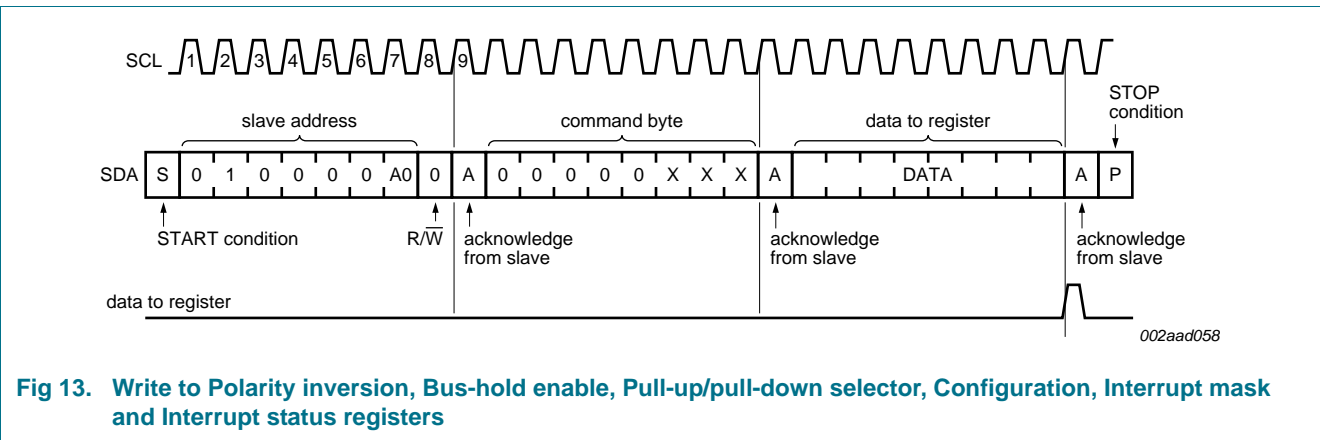 SCL 1 2 3 4 5 6 7 8 9
STOP
condition
slave address command byte data to register
SDA S 0 1 0 0 0 0 A0 0 A 0 0 0 0 0 X X X A DATA A P
START condition R/W̅ acknowledge
from slave acknowledge
from slave acknowledge
from slave
data to register
002aad058
Fig 13. Write to Polarity inversion, Bus-hold enable, Pull-up/pull-down selector, Configuration, Interrupt mask
and Interrupt status registers